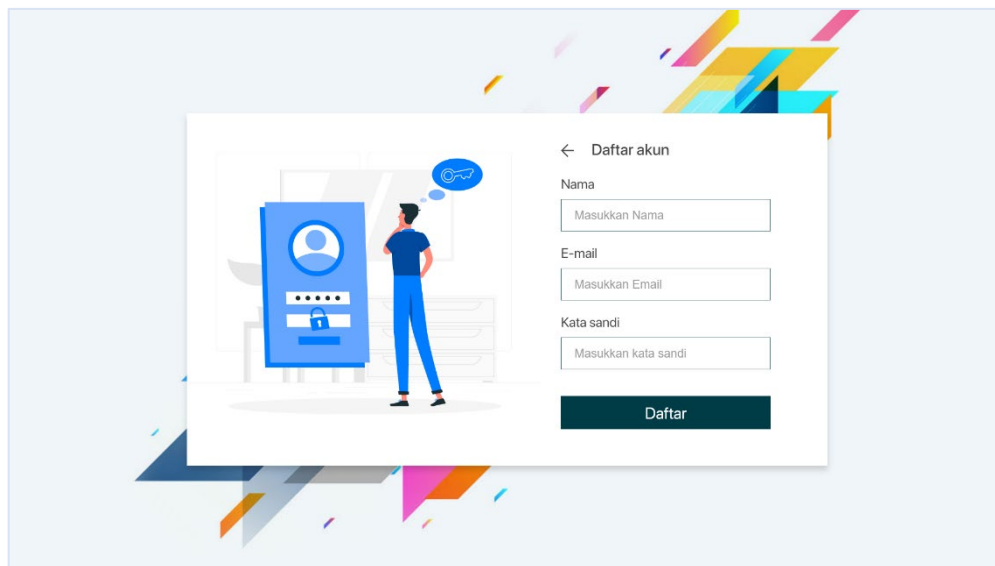 Daftar akun
Nama
Masukkan Nama
E-mail
Masukkan Email
Kata sandi
Masukkan kata sandi
Daftar